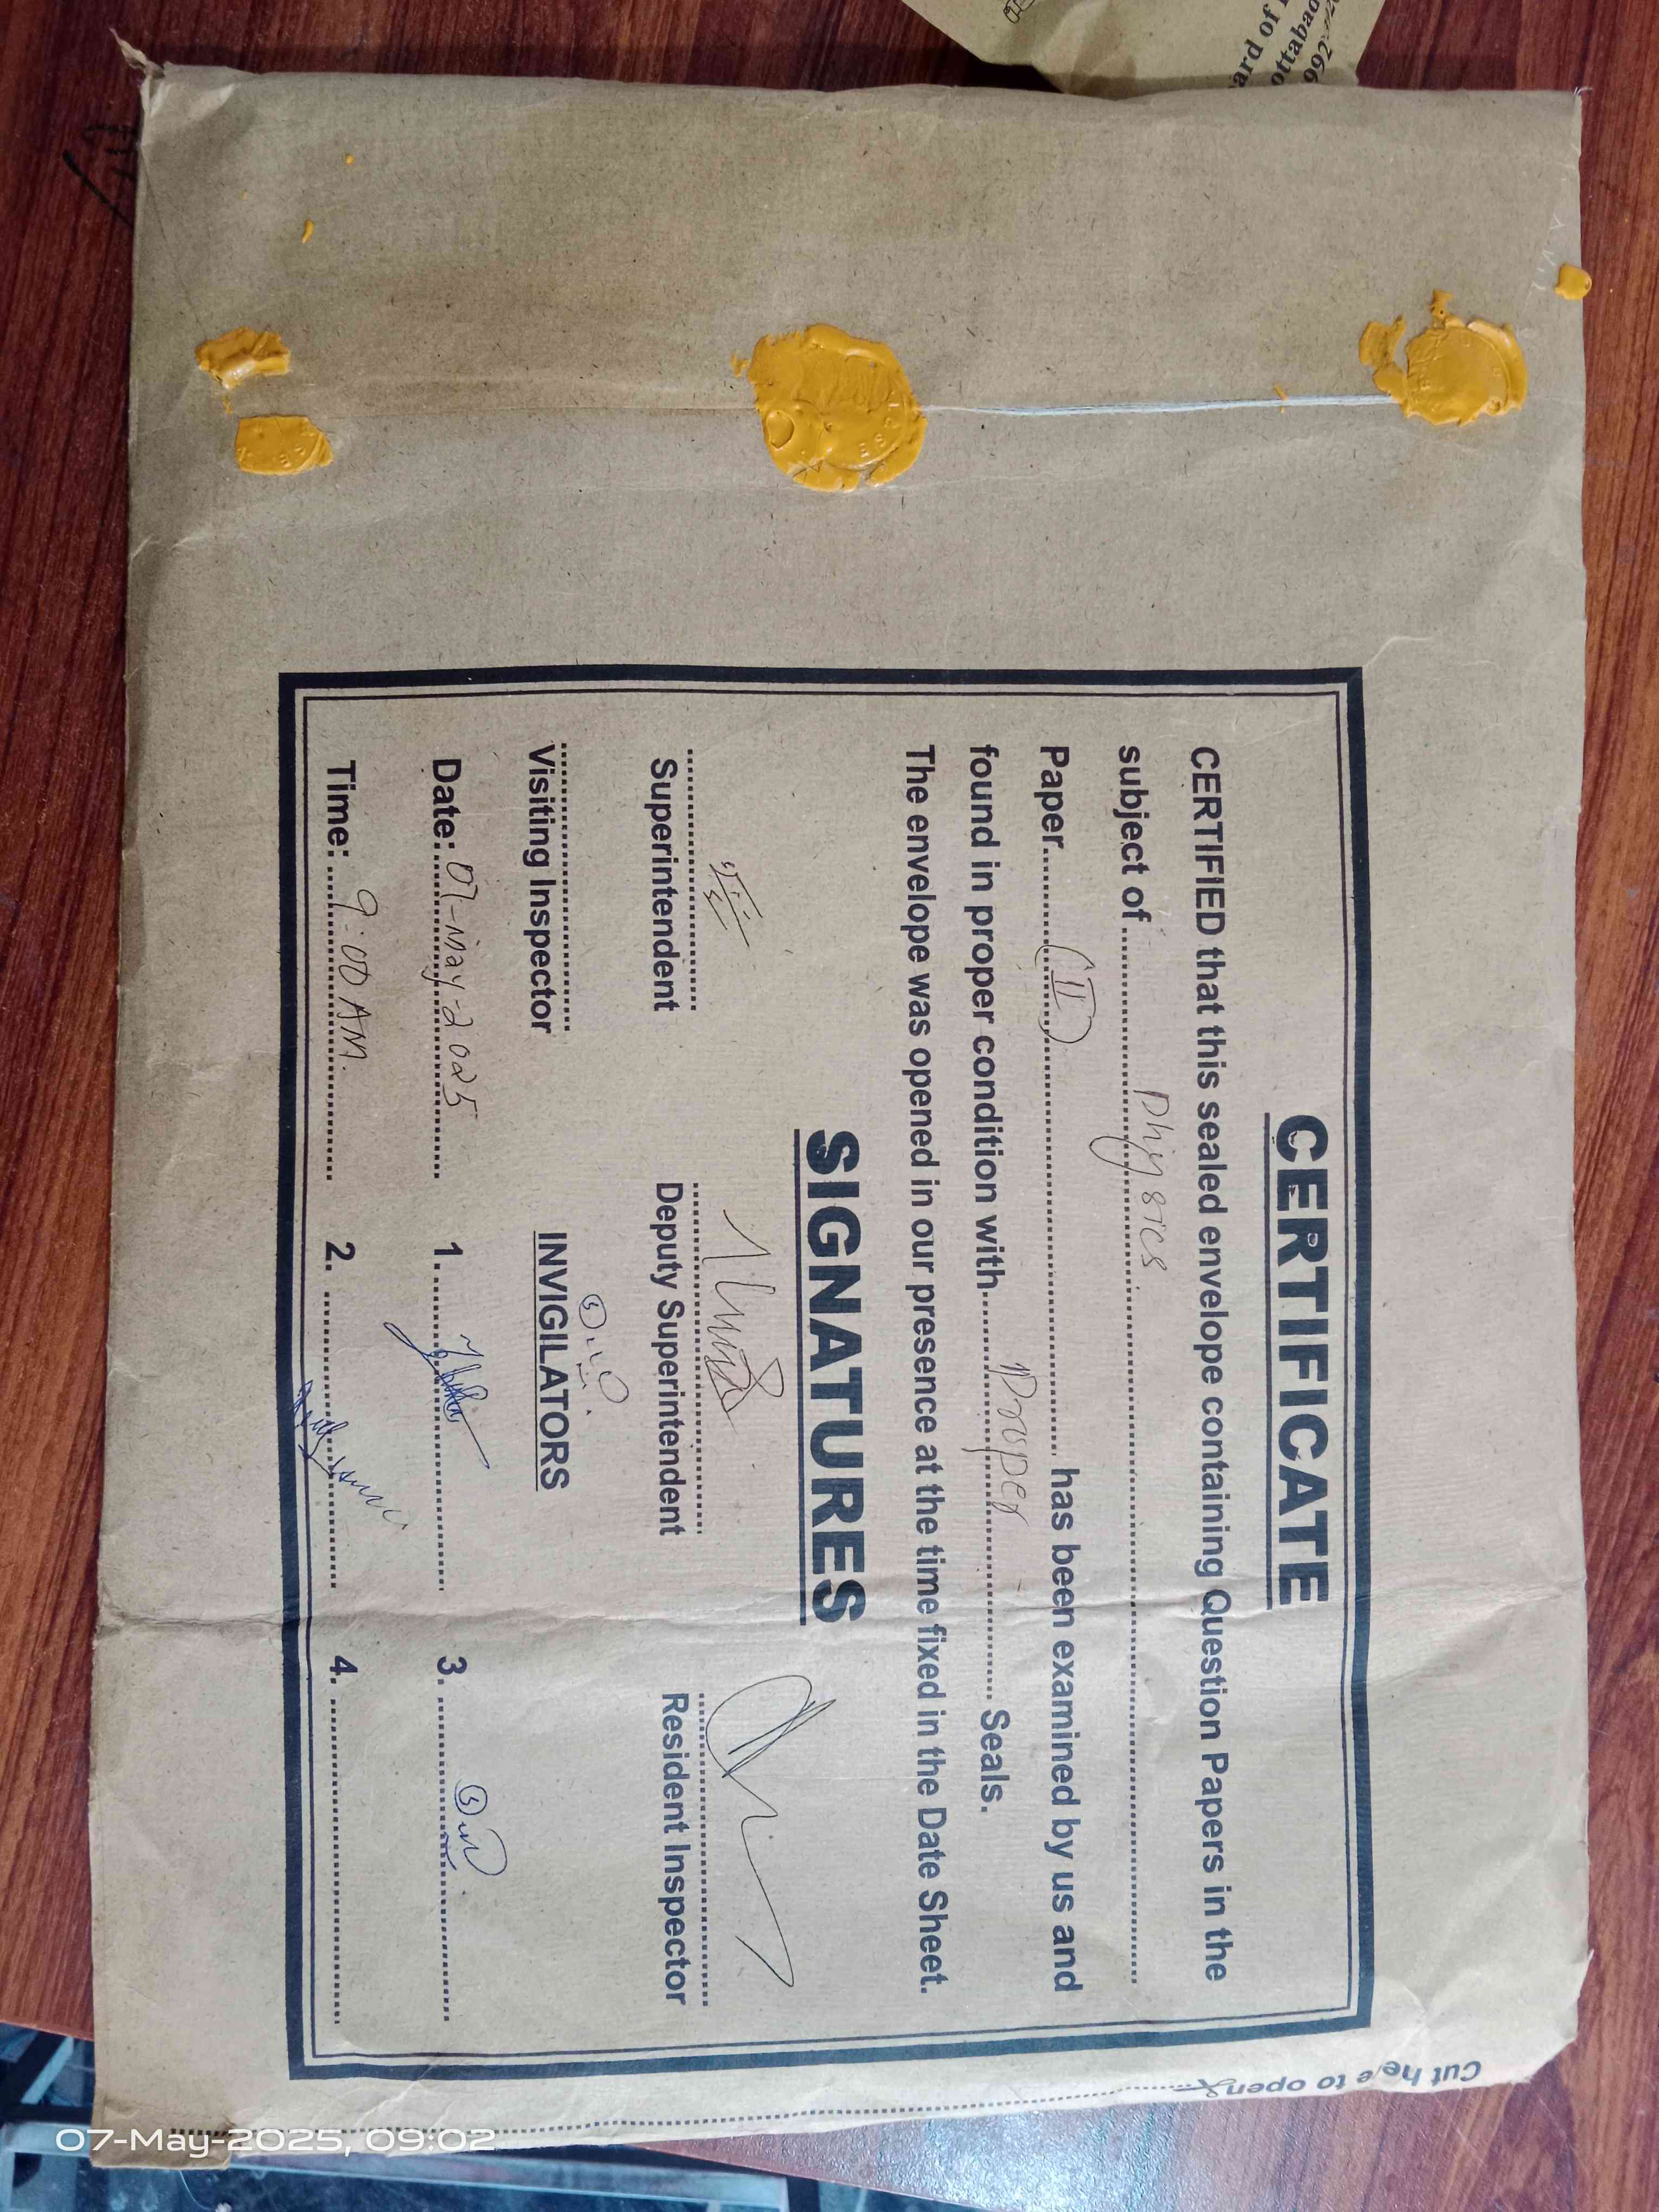 CERTIFICATE
CERTIFIED that this sealed envelope containing Question Papers in the
subject of Physics
Paper (II) has been examined by us and
found in proper condition with Proper Seals.
The envelope was opened in our presence at the time fixed in the Date Sheet.
SIGNATURES
Superintendent Deputy Superintendent Resident Inspector
Visiting Inspector INVIGILATORS
Date: 07-May-2025 1. 3.
Time: 9:00 AM. 2. 4.
Cut here to open
ard of
ottabad
07-May-2025, 09:02